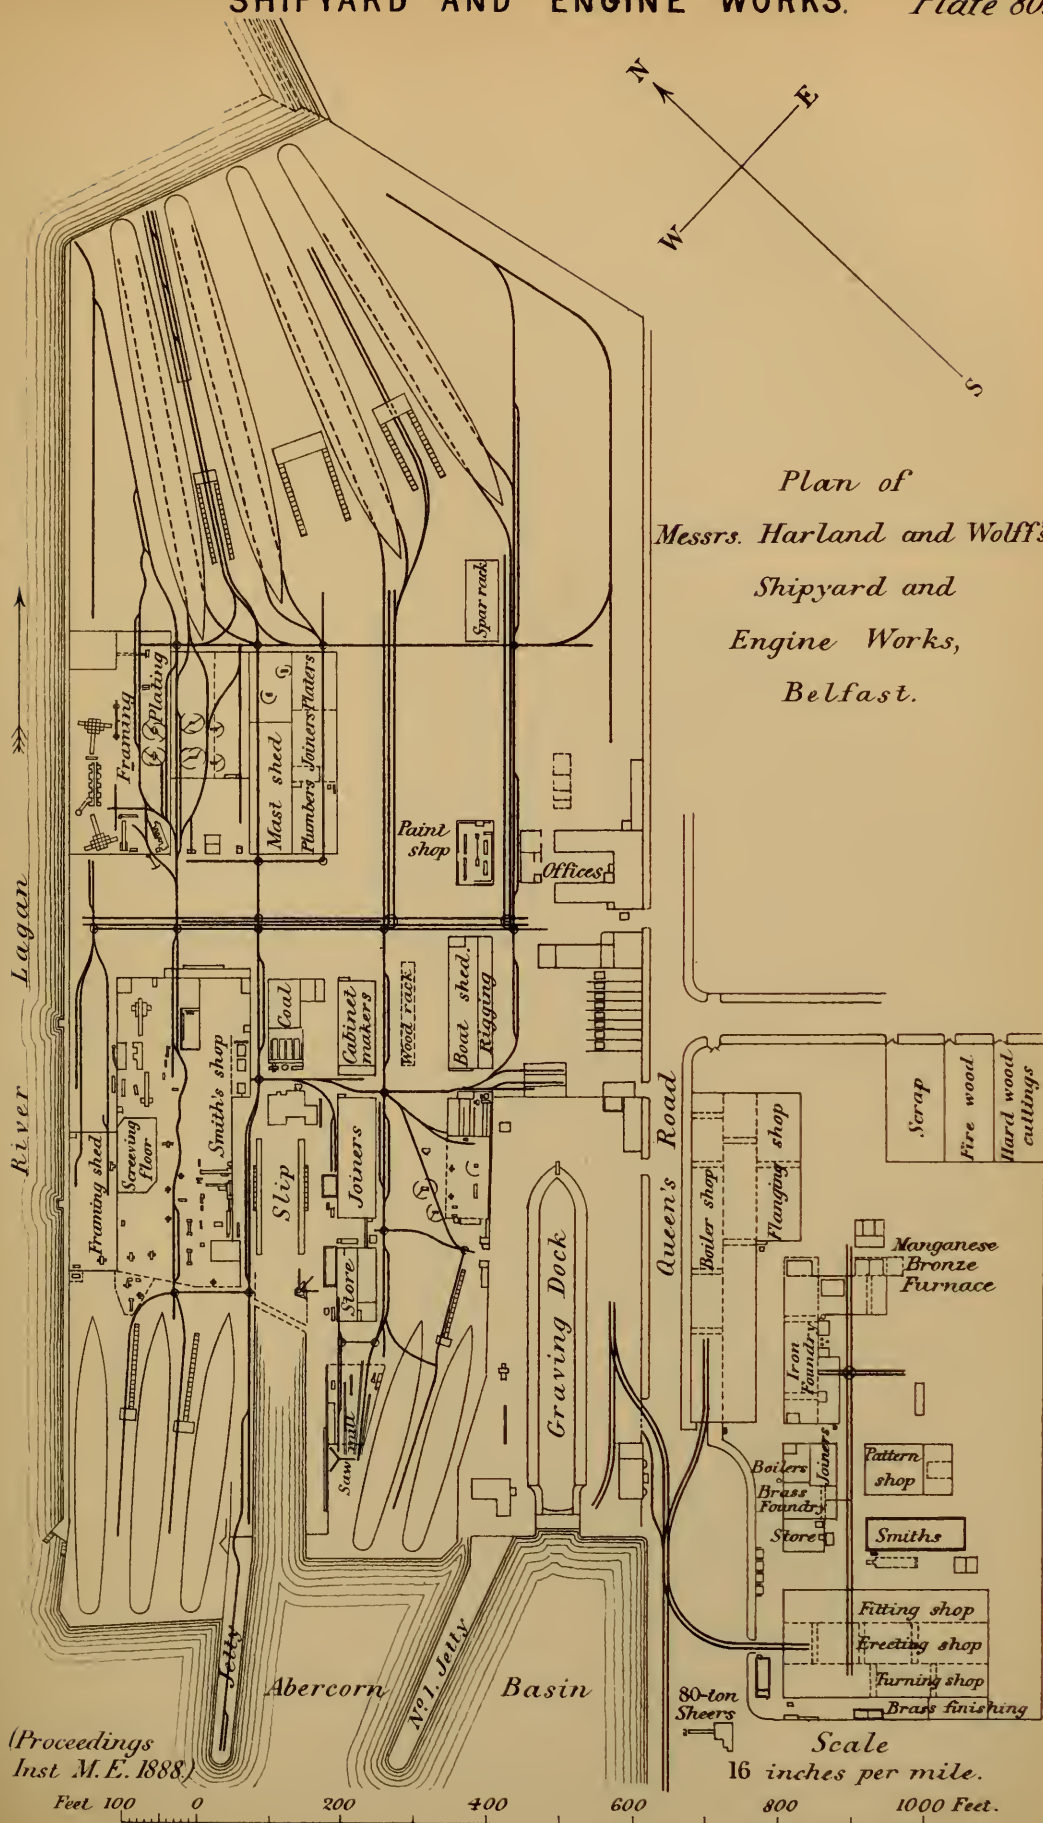 SHIPYARD AND ENGINE WORKS. Plate 80.
N
E
W
S
Plan of
Messrs. Harland and Wolff's
Shipyard and
Engine Works,
Belfast.
Spar rack
Framing
Plating
Mast shed
Plumbers Joiners Platers
Paint
shop
Offices
River Lagan
Coal
Cabinet
makers
Wood rack
Boat shed.
Rigging
Smith's shop
Screeving
floor
Framing shed
Slip
Joiners
Store
Saw mill
Graving Dock
Queen's Road
Boiler shop
Flanging shop
Scrap
Fire wood
Hard wood
cuttings
Manganese
Bronze
Furnace
Iron
Foundry
Joiners
Boilers
Brass
Foundry
Store
Pattern
shop
Smiths
Fitting shop
Erecting shop
Turning shop
Brass finishing
Jetty
Abercorn Basin
No. 1. Jetty
80-ton
Sheers
(Proceedings
Inst M.E. 1888.)
Scale
16 inches per mile.
Feet 100 0 200 400 600 800 1000 Feet.